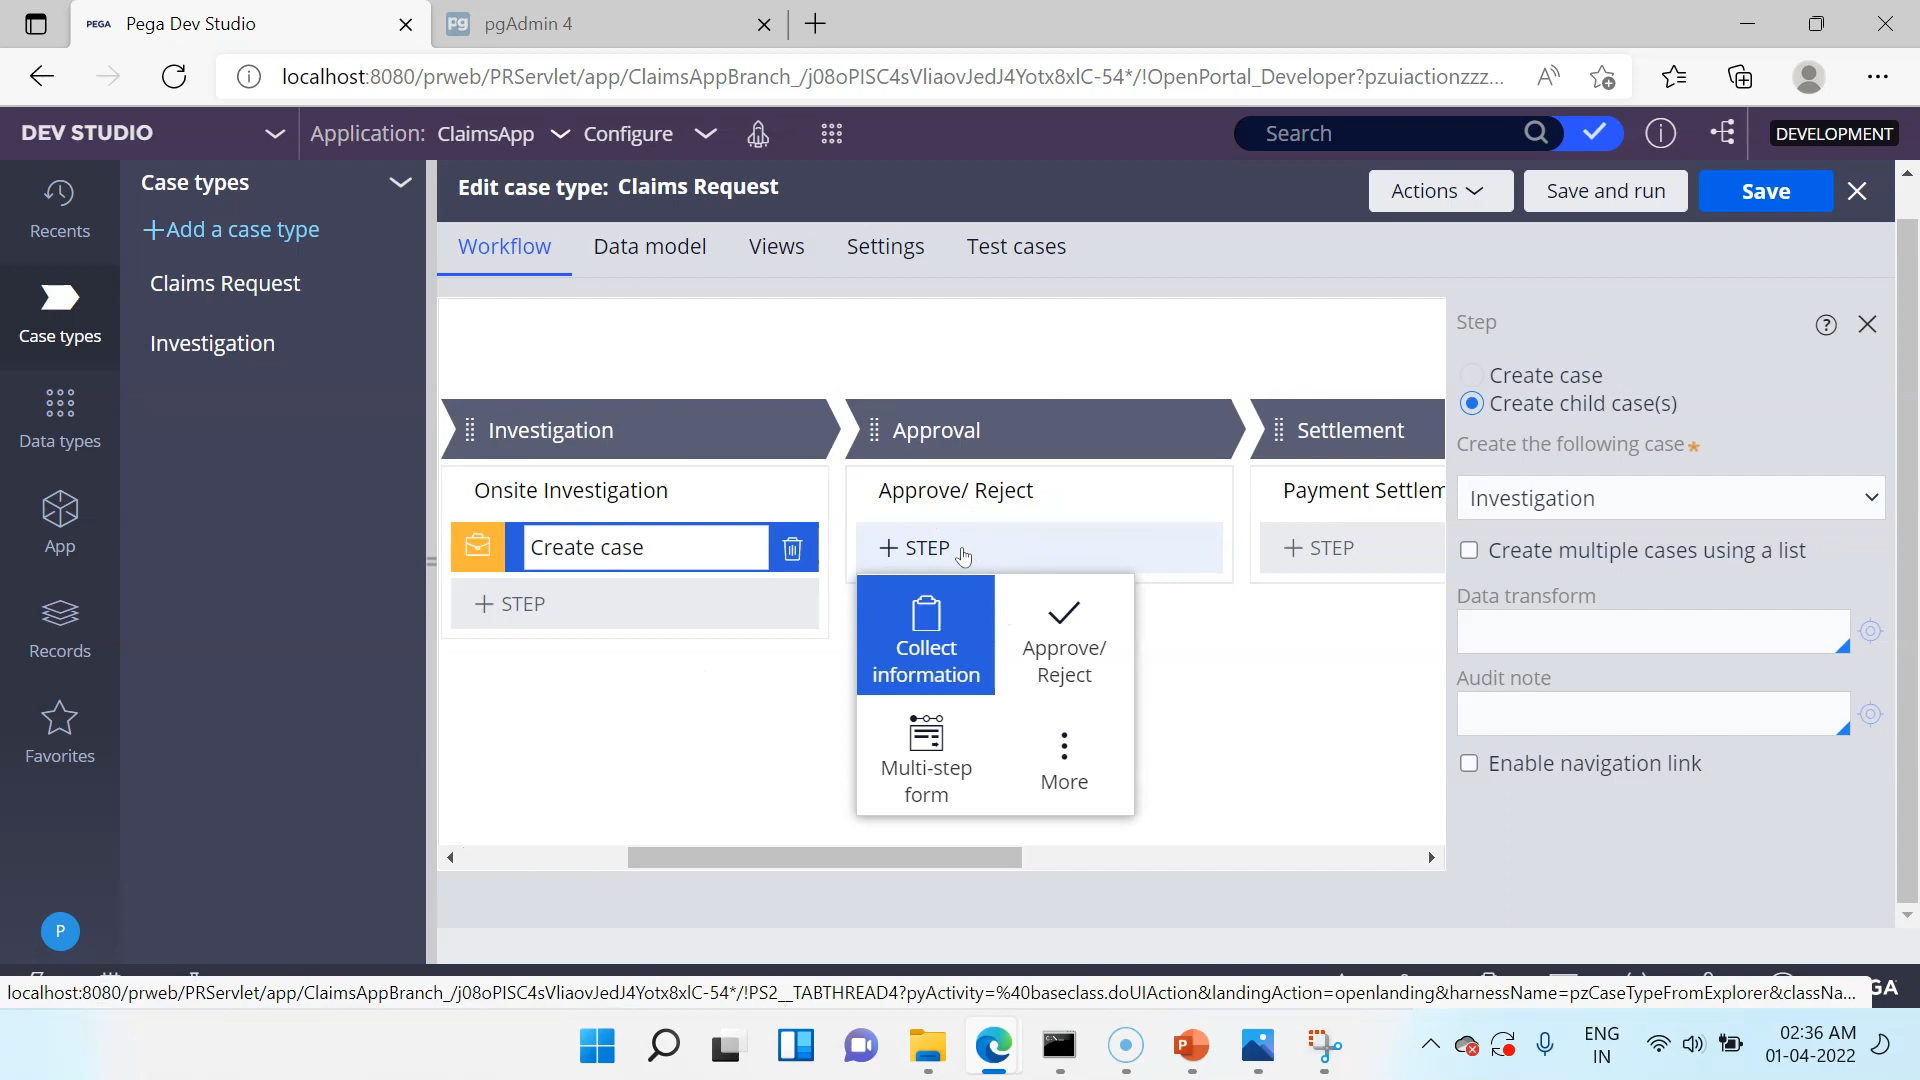 PEGA Pega Dev Studio
pg pgAdmin 4
localhost:8080/prweb/PRServlet/app/ClaimsAppBranch_/j08oPISC4sVliaovJedJ4Yotx8xlC-54*/!OpenPortal_Developer?pzuiactionzzz...
DEV STUDIO
Application: ClaimsApp
Configure
Search
DEVELOPMENT
Recents
Case types
Data types
App
Records
Favorites
P
Case types
+Add a case type
Claims Request
Investigation
Edit case type: Claims Request
Actions
Save and run
Save
Workflow
Data model
Views
Settings
Test cases
Investigation
Approval
Settlement
Onsite Investigation
Approve/ Reject
Payment Settlem
Create case
+ STEP
+ STEP
+ STEP
Collect
information
Approve/
Reject
Multi-step
form
More
Step
?
Create case
Create child case(s)
Create the following case*
Investigation
Create multiple cases using a list
Data transform
Audit note
Enable navigation link
localhost:8080/prweb/PRServlet/app/ClaimsAppBranch_/j08oPISC4sVliaovJedJ4Yotx8xlC-54*/!PS2__TABTHREAD4?pyActivity=%40baseclass.doUIAction&landingAction=openlanding&harnessName=pzCaseTypeFromExplorer&classNa...
GA
ENG
IN
02:36 AM
01-04-2022